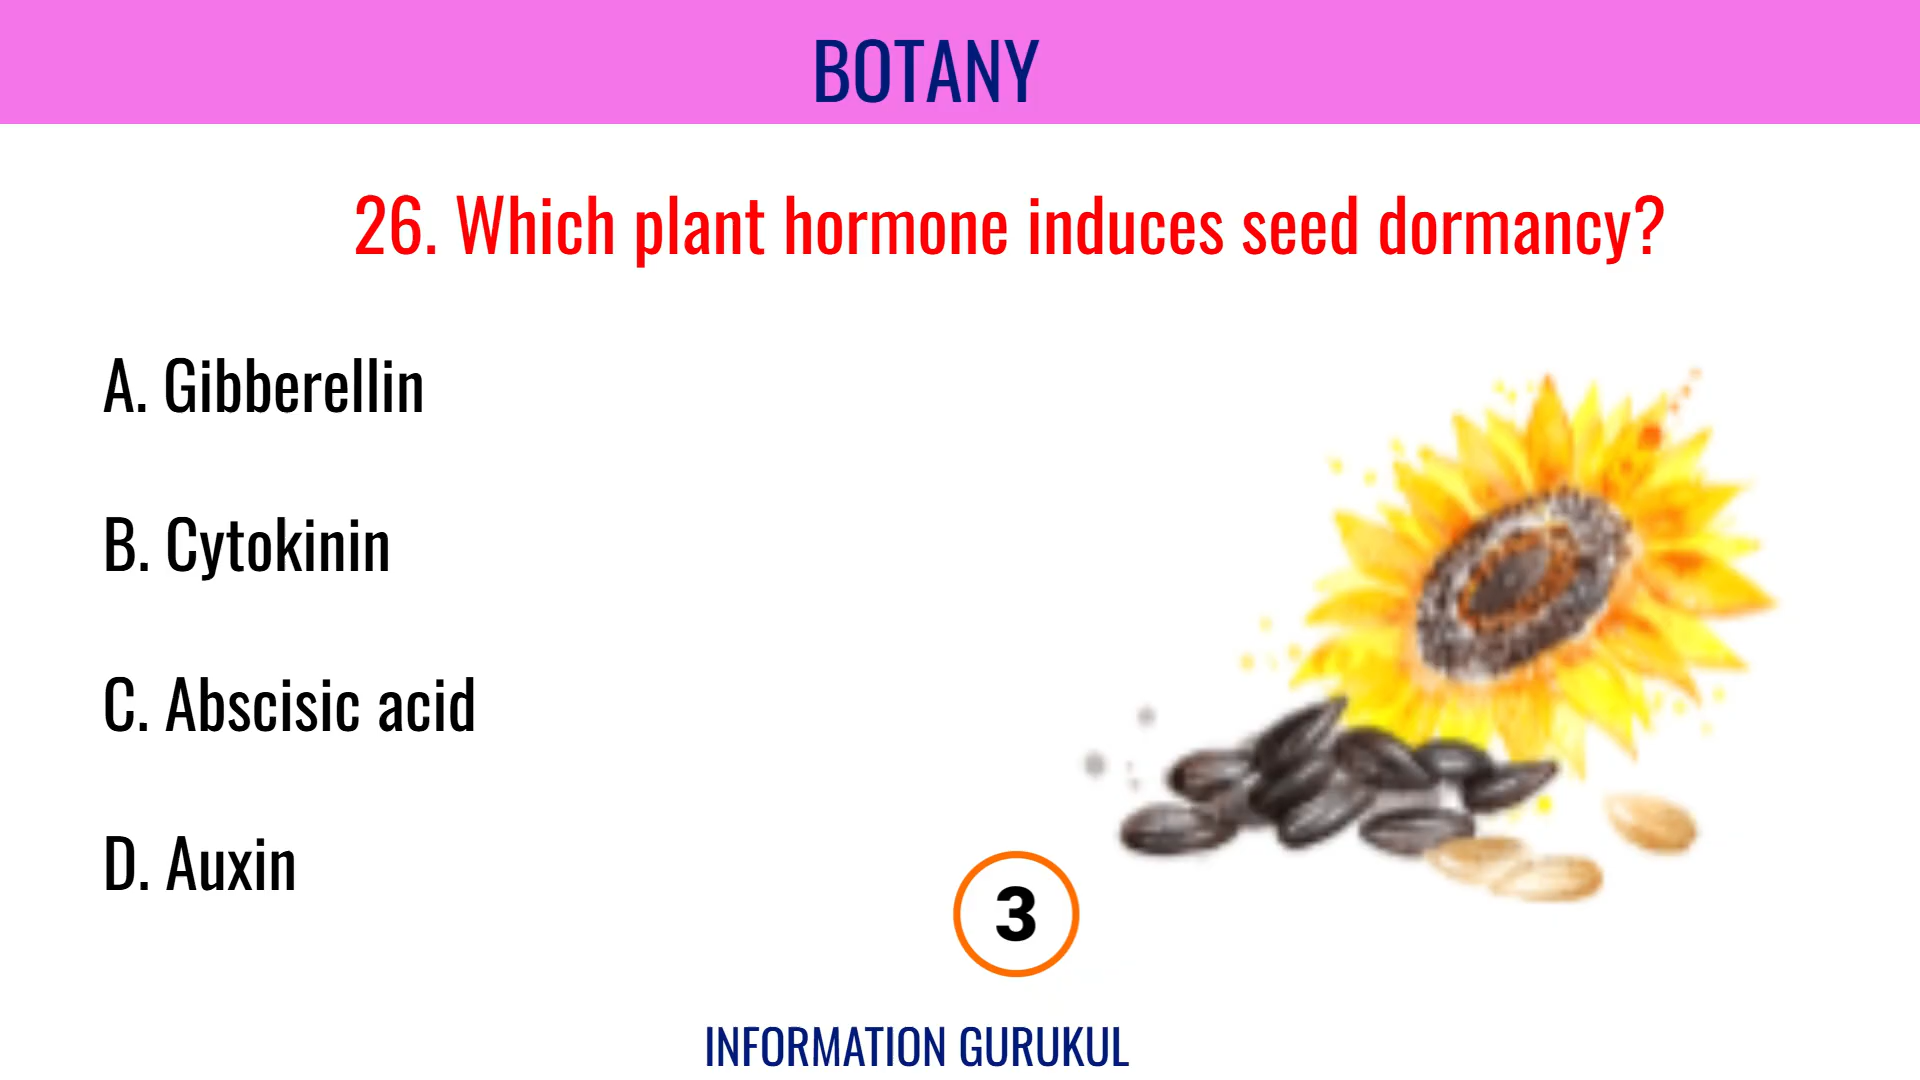 BOTANY
26. Which plant hormone induces seed dormancy?
A. Gibberellin
B. Cytokinin
C. Abscisic acid
D. Auxin
3
INFORMATION GURUKUL